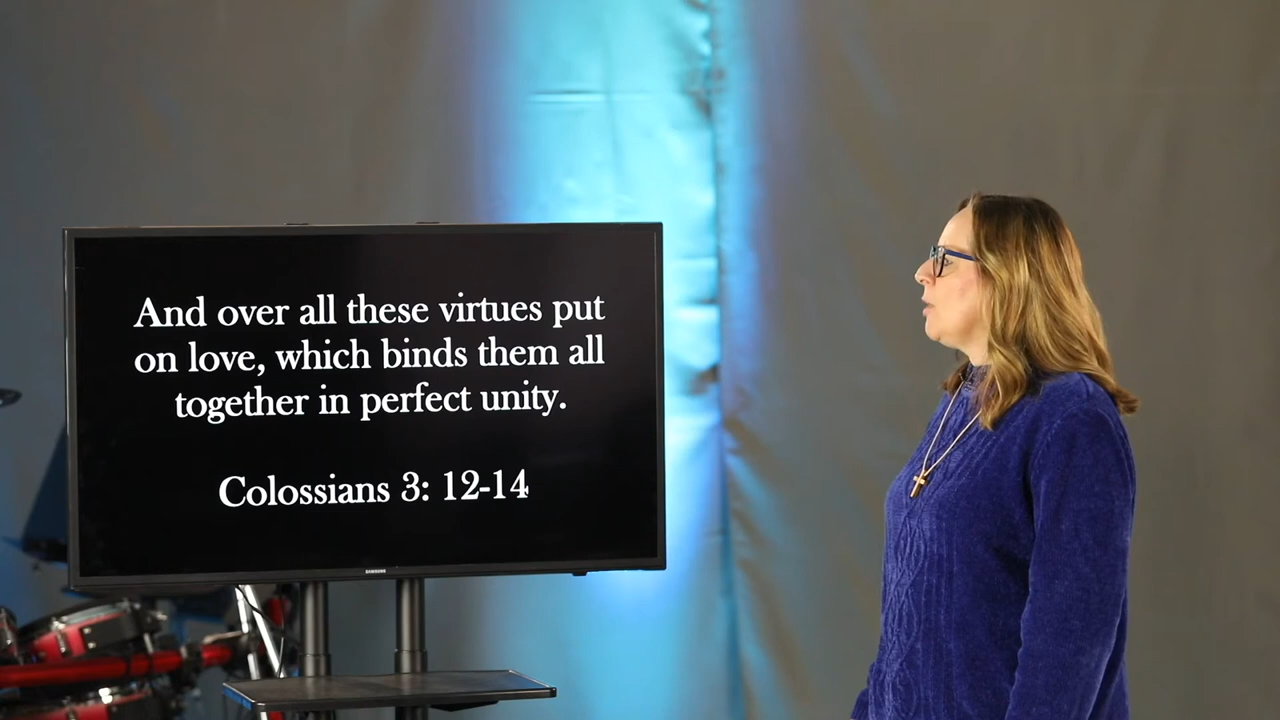 And over all these virtues put
on love, which binds them all
together in perfect unity.
Colossians 3: 12-14
SAMSUNG